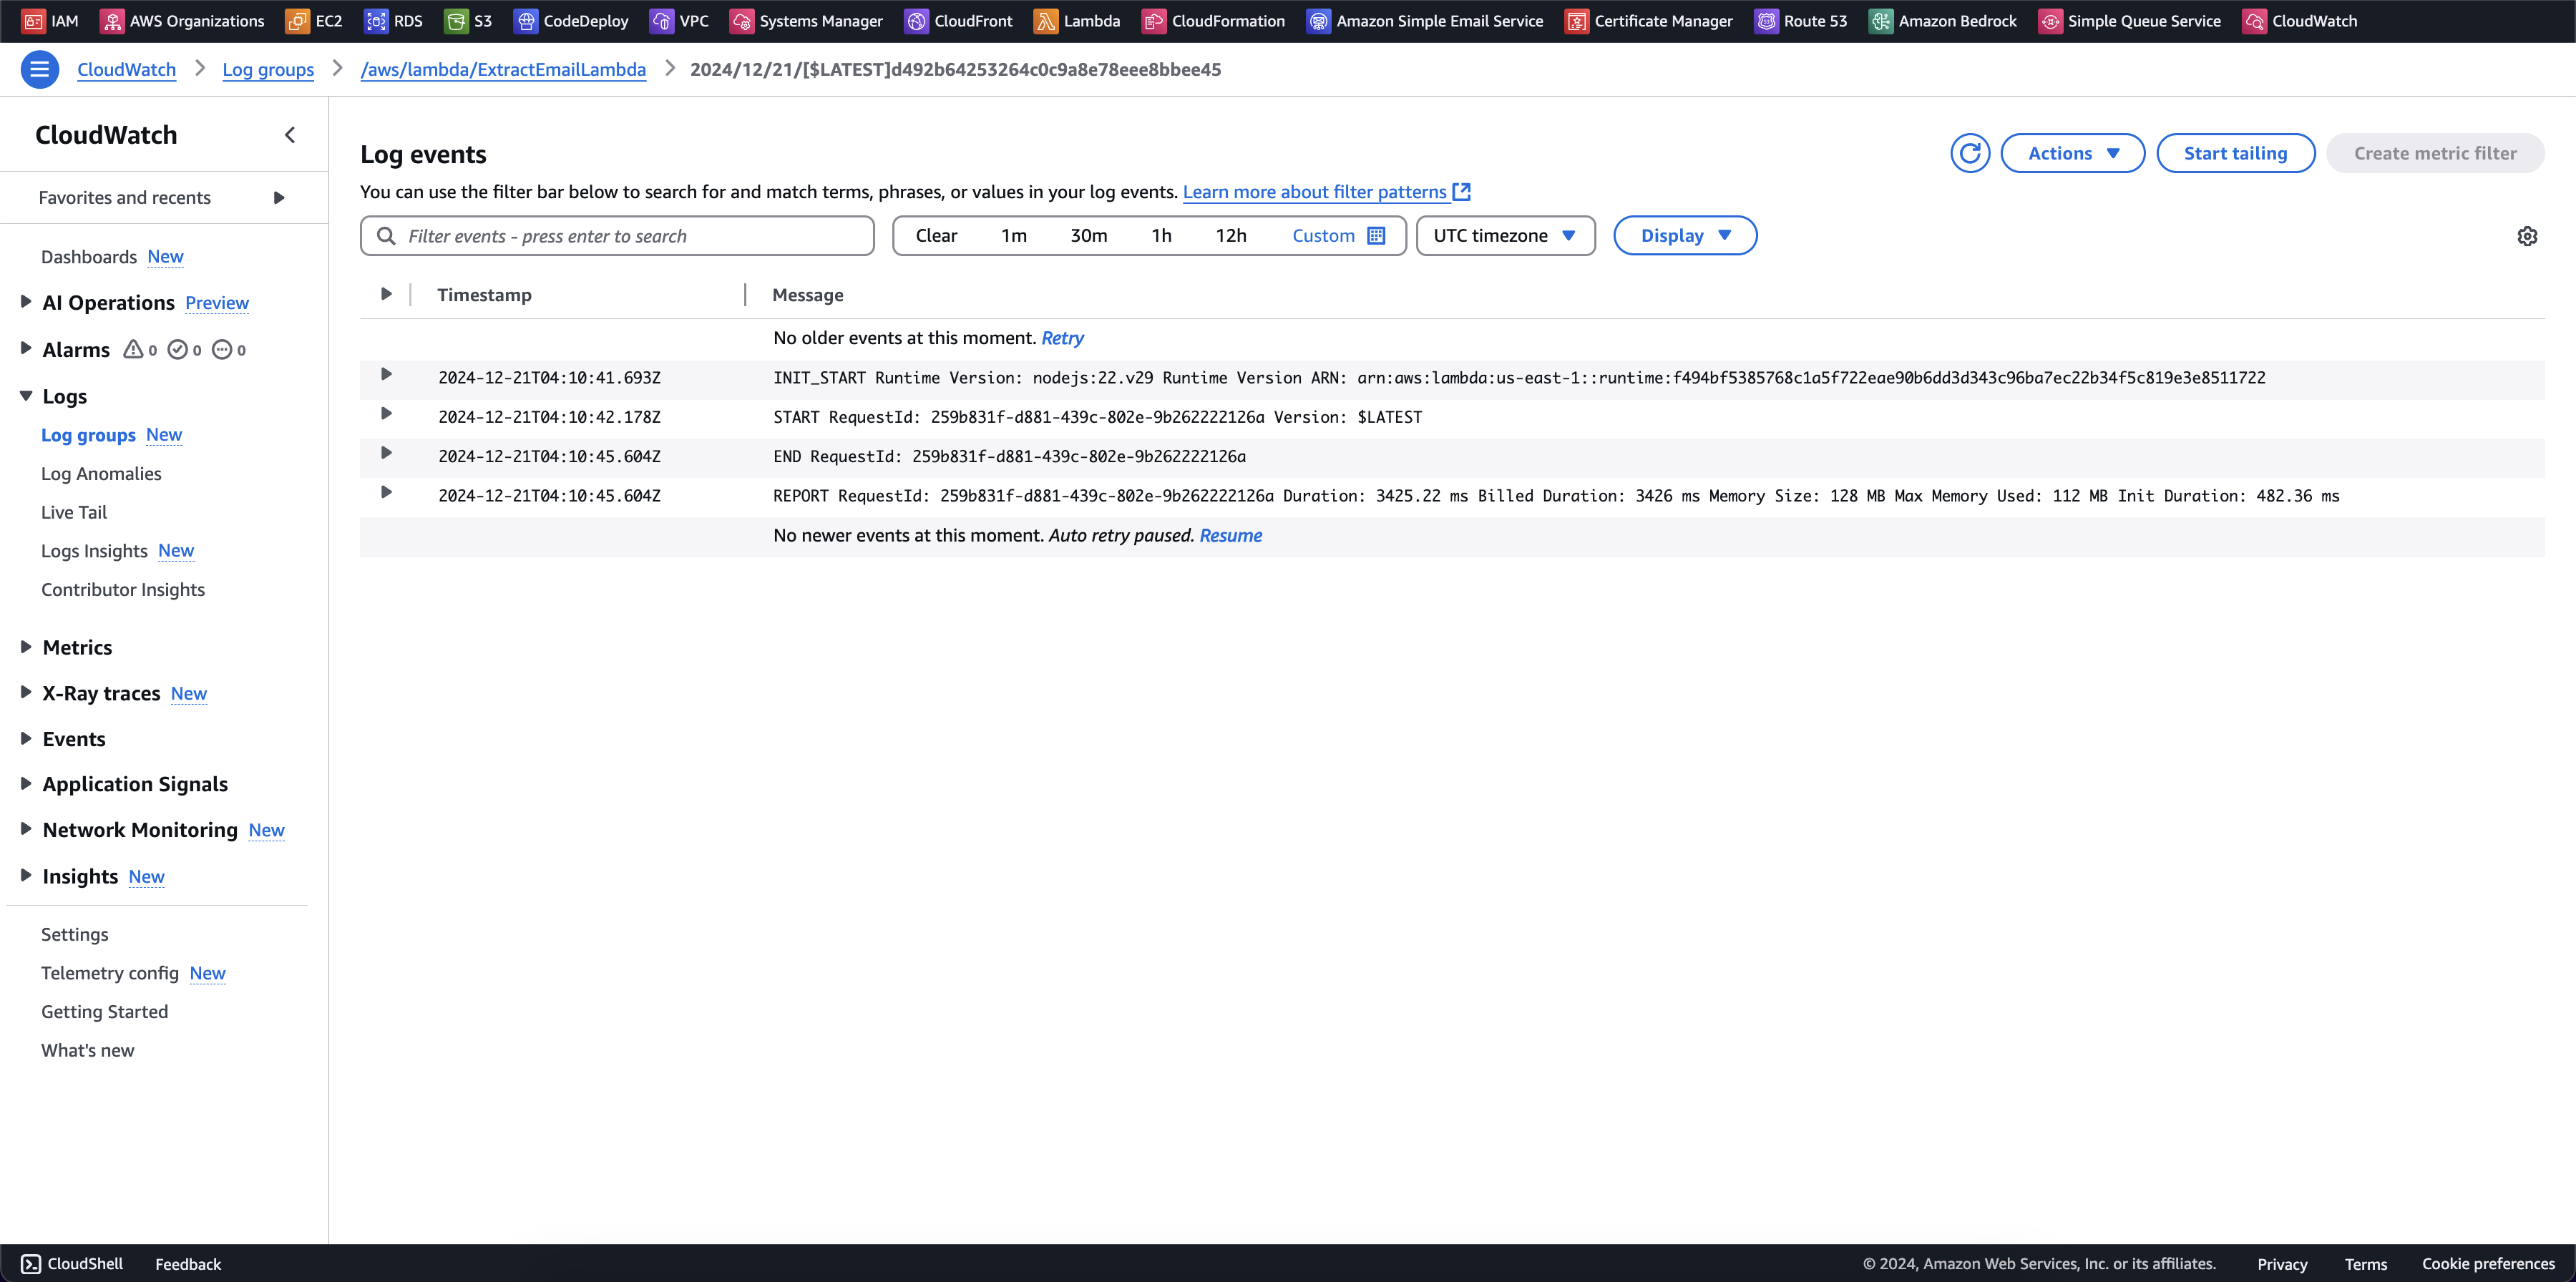 IAM AWS Organizations EC2 RDS S3 CodeDeploy VPC Systems Manager CloudFront Lambda CloudFormation Amazon Simple Email Service Certificate Manager Route 53 Amazon Bedrock Simple Queue Service CloudWatch
CloudWatch > Log groups > /aws/lambda/ExtractEmailLambda > 2024/12/21/[$LATEST]d492b64253264c0c9a8e78eee8bbee45
CloudWatch
Favorites and recents
Dashboards New
AI Operations Preview
Alarms 0 0 0
Logs
Log groups New
Log Anomalies
Live Tail
Logs Insights New
Contributor Insights
Metrics
X-Ray traces New
Events
Application Signals
Network Monitoring New
Insights New
Settings
Telemetry config New
Getting Started
What's new
Log events
Actions Start tailing Create metric filter
You can use the filter bar below to search for and match terms, phrases, or values in your log events. Learn more about filter patterns
Filter events - press enter to search Clear 1m 30m 1h 12h Custom UTC timezone Display
Timestamp Message
No older events at this moment. Retry
2024-12-21T04:10:41.693Z INIT_START Runtime Version: nodejs:22.v29 Runtime Version ARN: arn:aws:lambda:us-east-1::runtime:f494bf5385768c1a5f722eae90b6dd3d343c96ba7ec22b34f5c819e3e8511722
2024-12-21T04:10:42.178Z START RequestId: 259b831f-d881-439c-802e-9b262222126a Version: $LATEST
2024-12-21T04:10:45.604Z END RequestId: 259b831f-d881-439c-802e-9b262222126a
2024-12-21T04:10:45.604Z REPORT RequestId: 259b831f-d881-439c-802e-9b262222126a Duration: 3425.22 ms Billed Duration: 3426 ms Memory Size: 128 MB Max Memory Used: 112 MB Init Duration: 482.36 ms
No newer events at this moment. Auto retry paused. Resume
CloudShell Feedback © 2024, Amazon Web Services, Inc. or its affiliates. Privacy Terms Cookie preferences